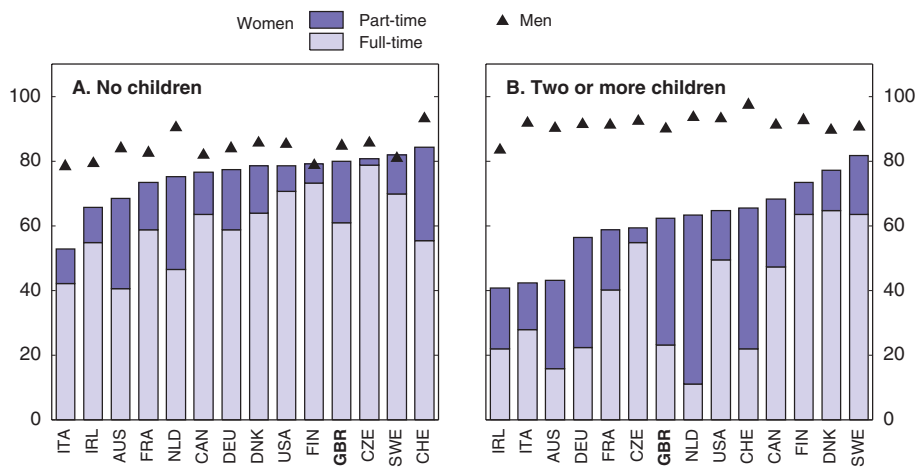 Women Part-time Men
Full-time
A. No children
B. Two or more children
100 100
80 80
60 60
40 40
20 20
0 0
ITA IRL AUS FRA NLD CAN DEU DNK USA FIN GBR CZE SWE CHE
IRL ITA AUS DEU FRA CZE GBR NLD USA CHE CAN FIN DNK SWE